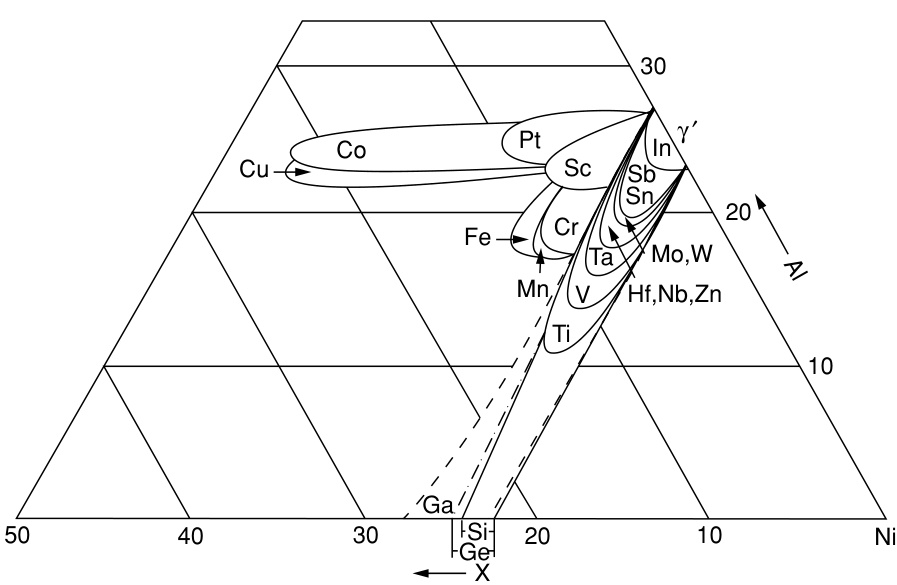 30
γ′
Pt
In
Co
Cu
Sc
Sb
Sn
20
Fe
Cr
Mo,W
Al
Ta
Mn
Hf,Nb,Zn
V
Ti
10
Ga
50
40
30
Si
20
10
Ni
Ge
X